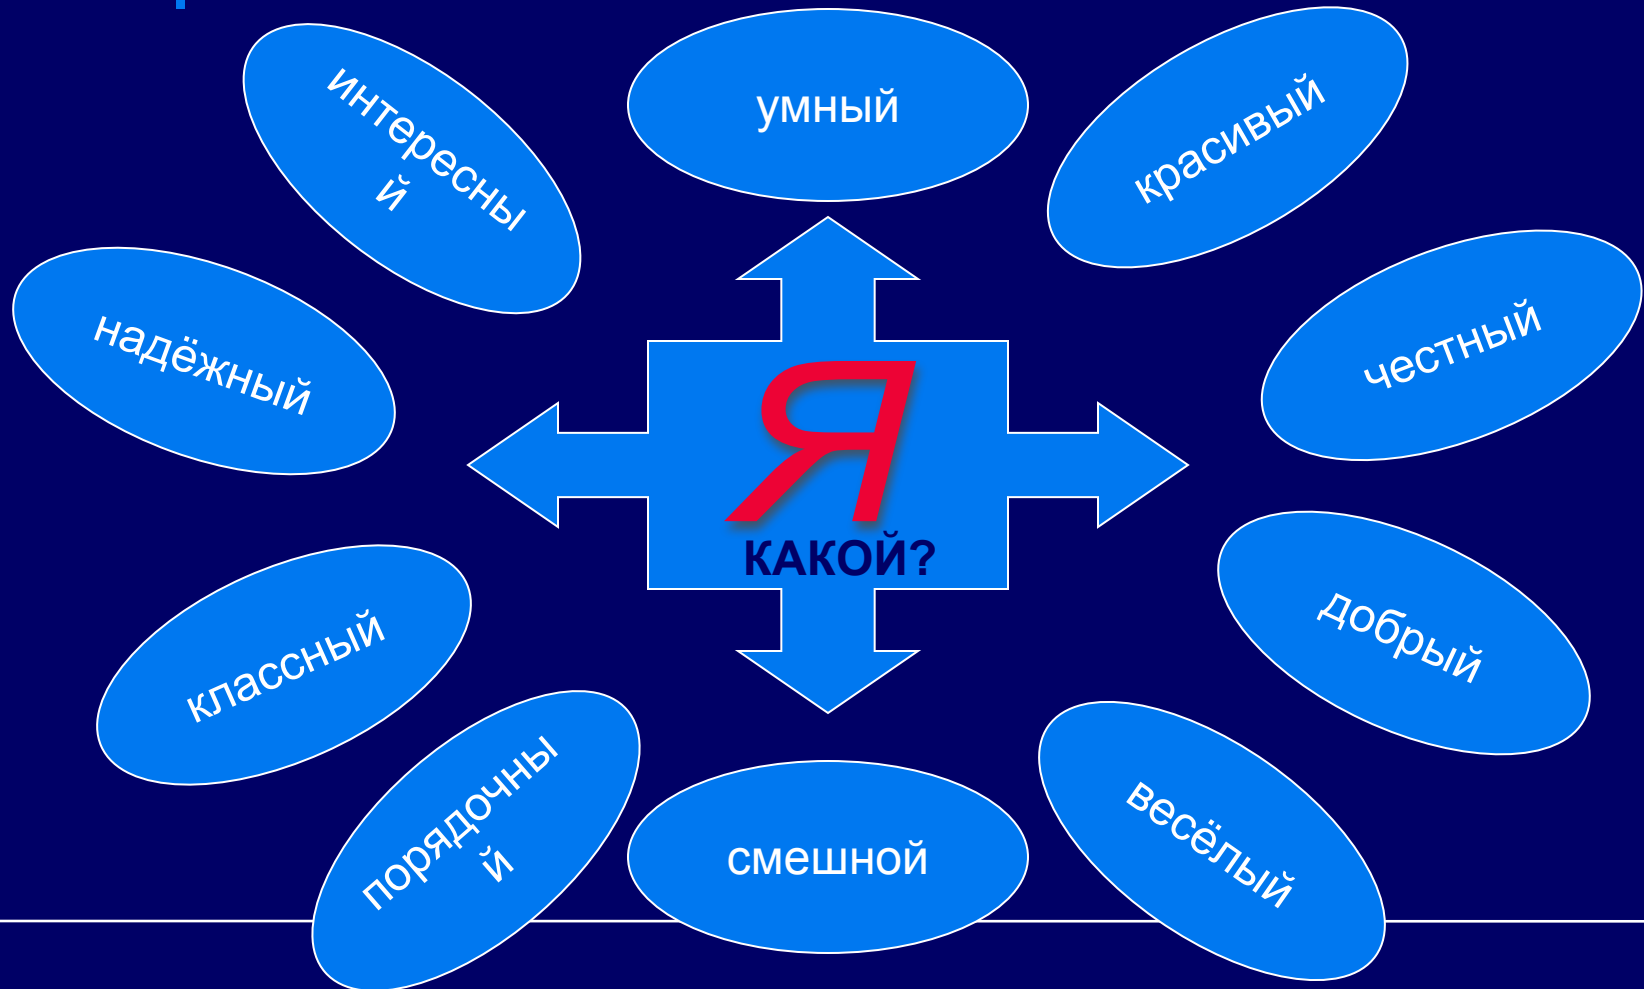 интересны
й
умный
красивый
надёжный
честный
Я
КАКОЙ?
классный
добрый
порядочны
й
смешной
весёлый